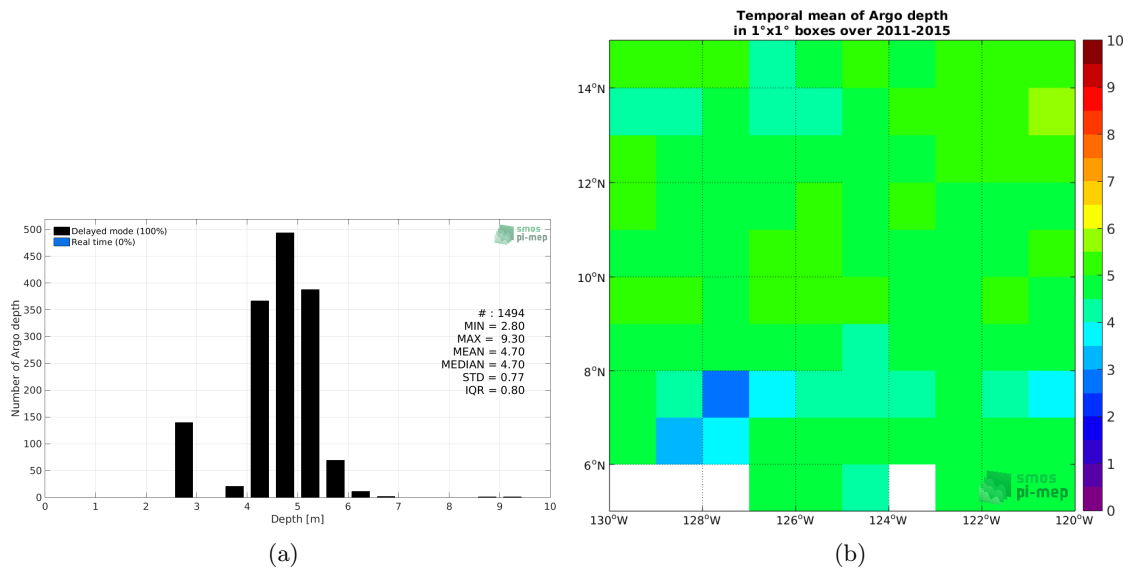 500
450
400
350
300
250
200
150
100
50
0
Number of Argo depth
Delayed mode (100%)
Real time (0%)
smos
pi-mep
# : 1494
MIN = 2.80
MAX = 9.30
MEAN = 4.70
MEDIAN = 4.70
STD = 0.77
IQR = 0.80
0 1 2 3 4 5 6 7 8 9 10
Depth [m]
(a)
Temporal mean of Argo depth
in 1°x1° boxes over 2011-2015
14°N
12°N
10°N
8°N
6°N
130°W 128°W 126°W 124°W 122°W 120°W
smos
pi-mep
10
9
8
7
6
5
4
3
2
1
0
(b)